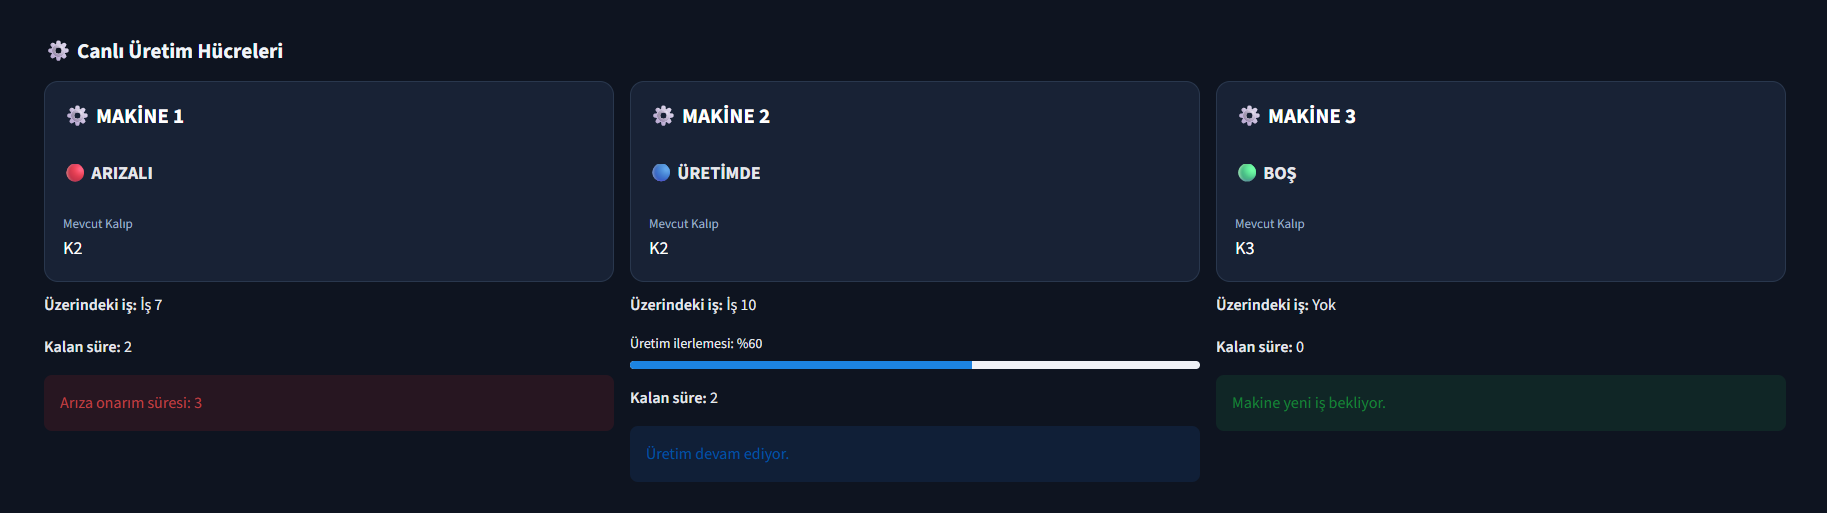 Canlı Üretim Hücreleri
MAKİNE 1
ARIZALI
Mevcut Kalıp
K2
Üzerindeki iş: İş 7
Kalan süre: 2
Arıza onarım süresi: 3
MAKİNE 2
ÜRETİMDE
Mevcut Kalıp
K2
Üzerindeki iş: İş 10
Üretim ilerlemesi: %60
Kalan süre: 2
Üretim devam ediyor.
MAKİNE 3
BOŞ
Mevcut Kalıp
K3
Üzerindeki iş: Yok
Kalan süre: 0
Makine yeni iş bekliyor.